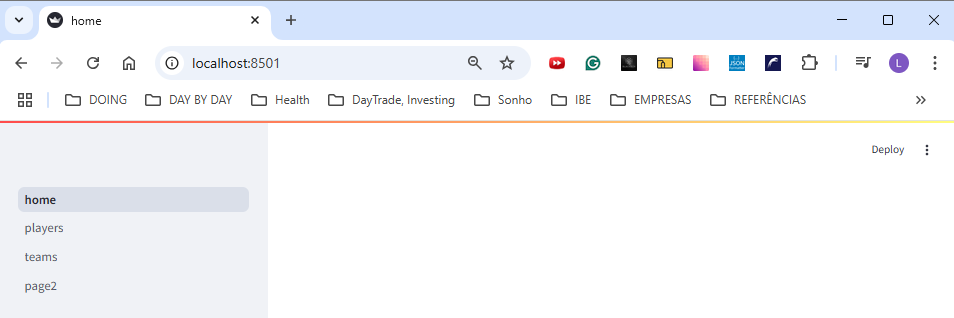 home
localhost:8501
JSON
L
DOING DAY BY DAY Health DayTrade, Investing Sonho IBE EMPRESAS REFERÊNCIAS
Deploy
home
players
teams
page2